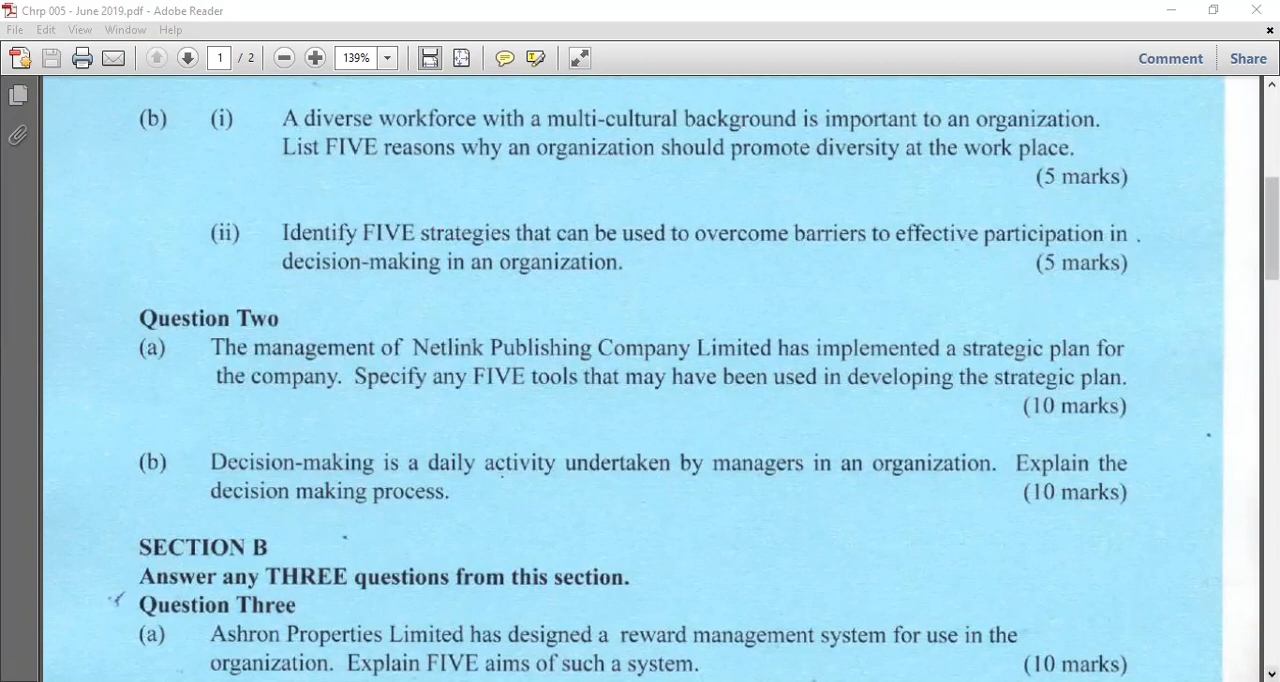 Chrp 005 - June 2019.pdf - Adobe Reader
File Edit View Window Help
1 / 2 139% Comment Share
(b) (i) A diverse workforce with a multi-cultural background is important to an organization.
List FIVE reasons why an organization should promote diversity at the work place.
(5 marks)
(ii) Identify FIVE strategies that can be used to overcome barriers to effective participation in
decision-making in an organization. (5 marks)
Question Two
(a) The management of Netlink Publishing Company Limited has implemented a strategic plan for
the company. Specify any FIVE tools that may have been used in developing the strategic plan.
(10 marks)
(b) Decision-making is a daily activity undertaken by managers in an organization. Explain the
decision making process. (10 marks)
SECTION B
Answer any THREE questions from this section.
Question Three
(a) Ashron Properties Limited has designed a reward management system for use in the
organization. Explain FIVE aims of such a system. (10 marks)